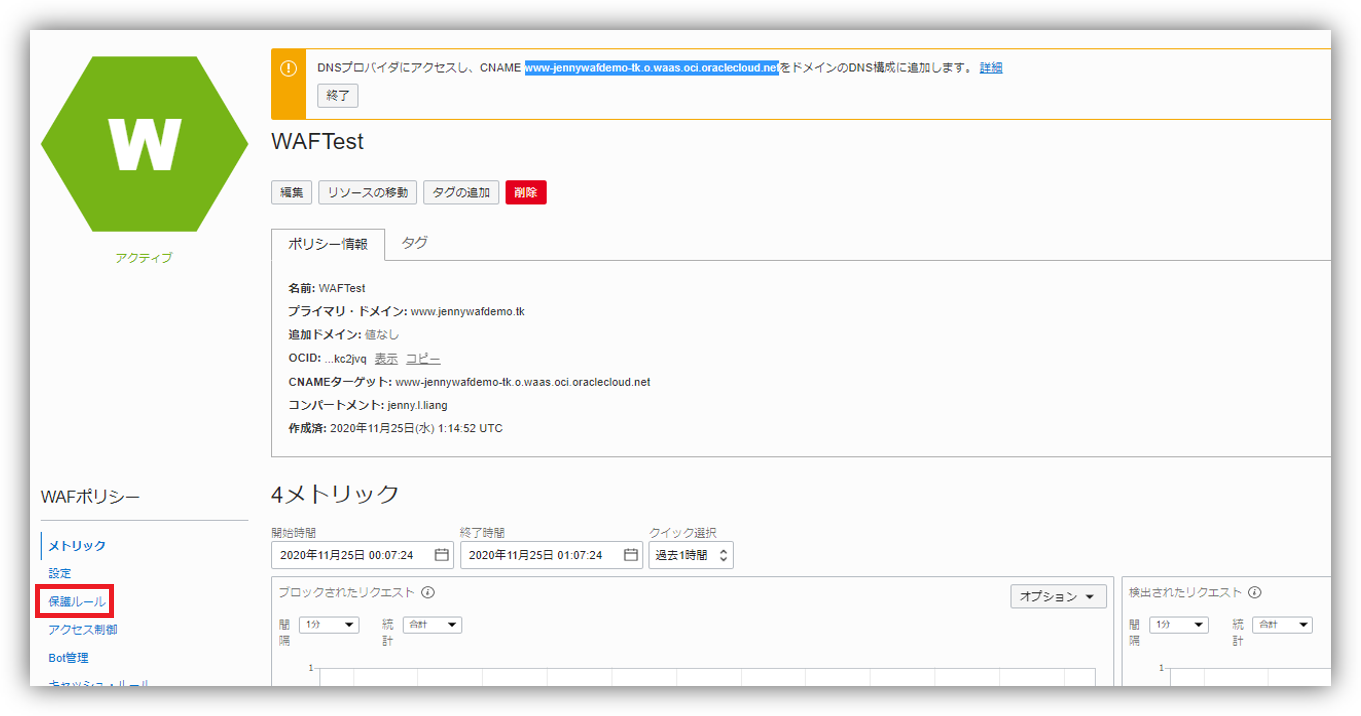 DNSプロバイダにアクセスし、CNAME www-jennywafdemo-tk.o.waas.oci.oraclecloud.netをドメインのDNS構成に追加します。 詳細
終了
W
アクティブ
WAFTest
編集 リソースの移動 タグの追加 削除
ポリシー情報 タグ
名前: WAFTest
プライマリ・ドメイン: www.jennywafdemo.tk
追加ドメイン: 値なし
OCID: ...kc2jvq 表示 コピー
CNAMEターゲット: www-jennywafdemo-tk.o.waas.oci.oraclecloud.net
コンパートメント: jenny.l.liang
作成済: 2020年11月25日(水) 1:14:52 UTC
WAFポリシー
メトリック
設定
保護ルール
アクセス制御
Bot管理
キャッシュ・ルール
4メトリック
開始時間 終了時間 クイック選択
2020年11月25日 00:07:24 2020年11月25日 01:07:24 過去1時間
ブロックされたリクエスト オプション
間隔 1分 統計 合計
1
検出されたリクエスト
間隔 1分 統計 合計
1